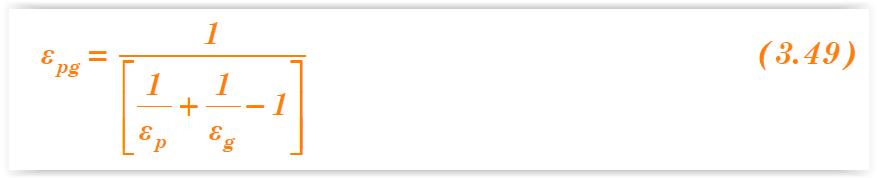 ε_pg = 1 / [1/ε_p + 1/ε_g − 1] (3.49)